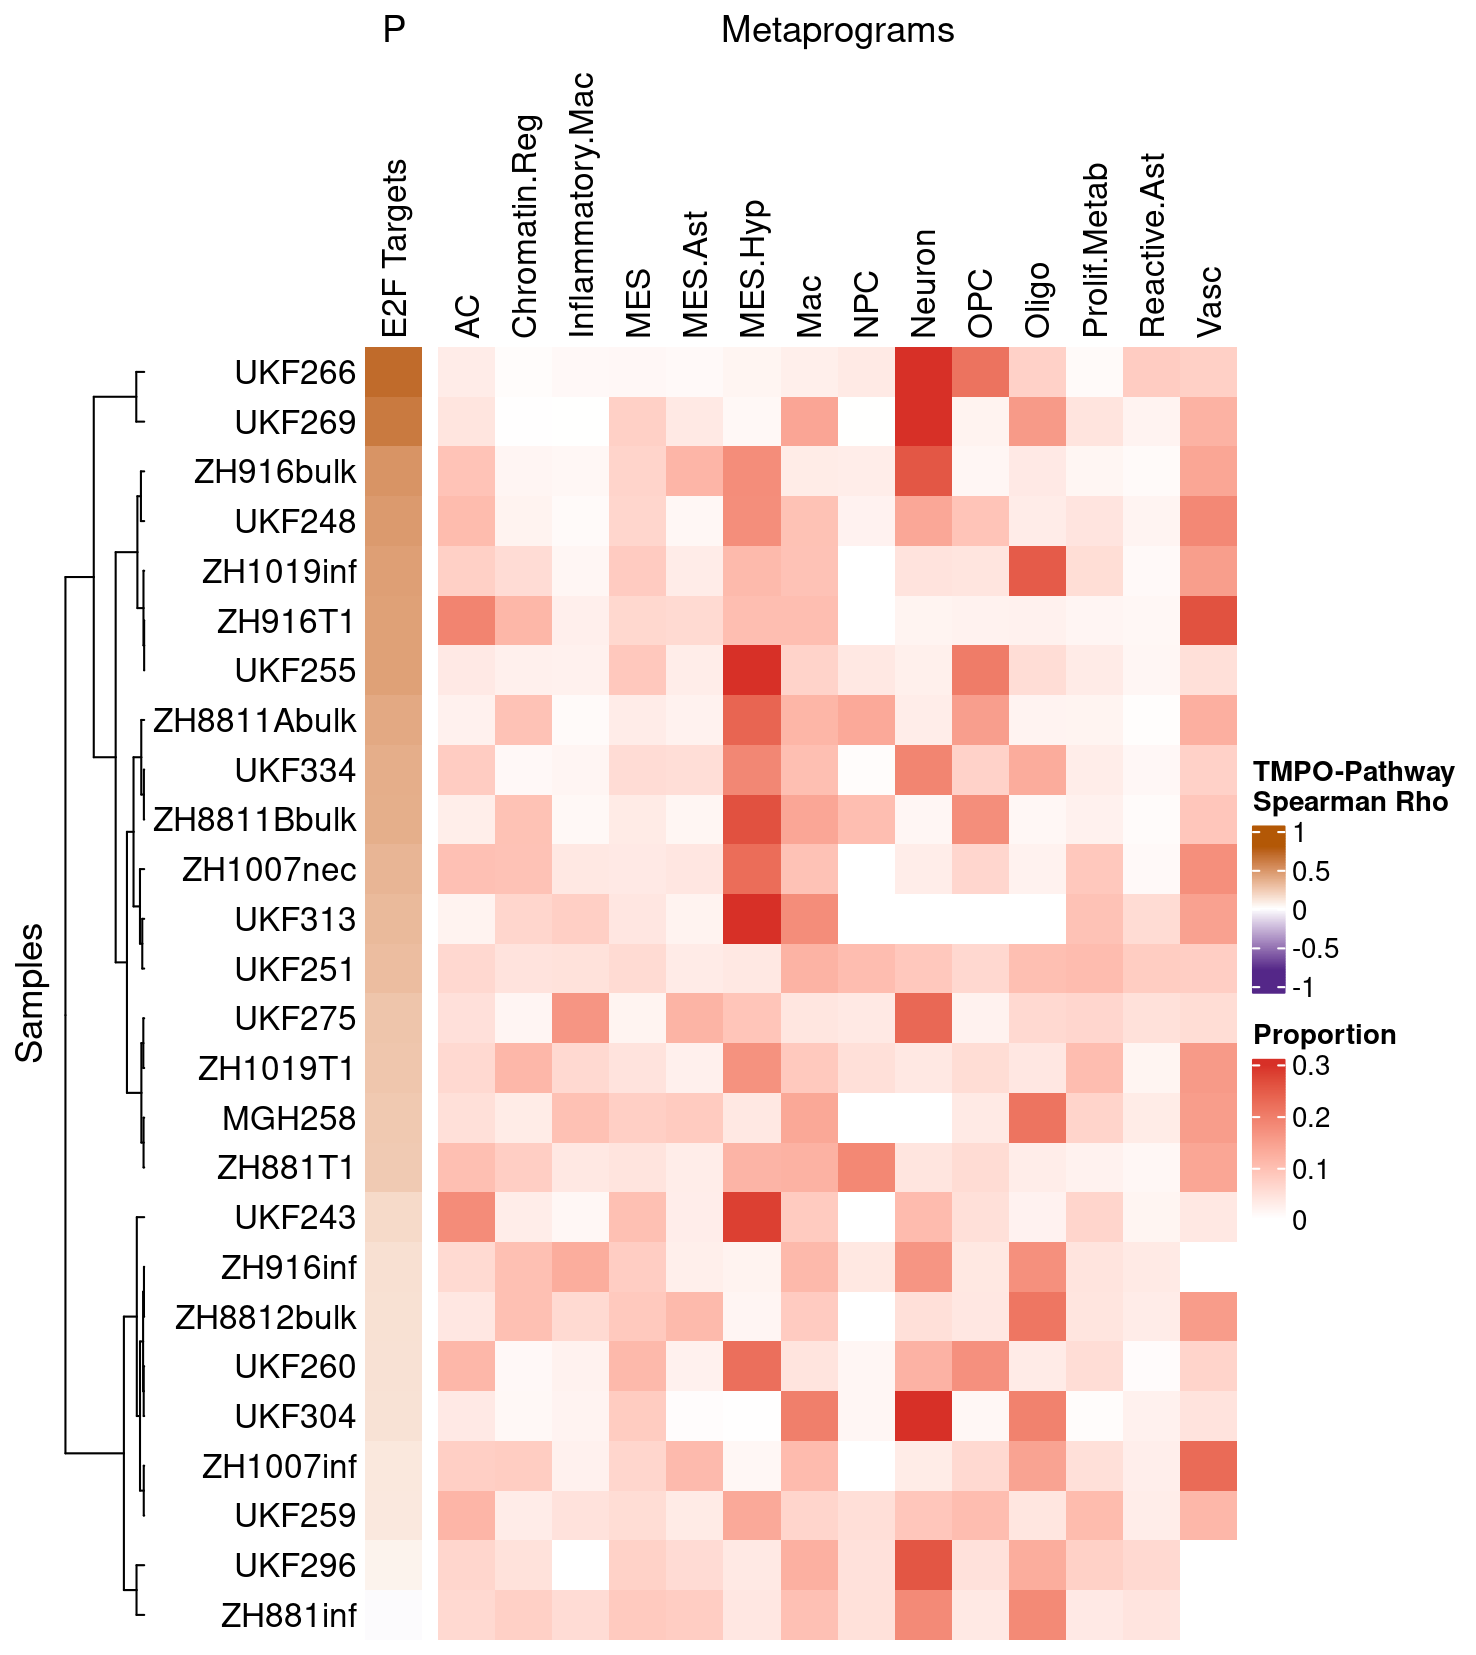 P
Metaprograms
E2F Targets
AC
Chromatin.Reg
Inflammatory.Mac
MES
MES.Ast
MES.Hyp
Mac
NPC
Neuron
OPC
Oligo
Prolif.Metab
Reactive.Ast
Vasc
Samples
UKF266
UKF269
ZH916bulk
UKF248
ZH1019inf
ZH916T1
UKF255
ZH8811Abulk
UKF334
ZH8811Bbulk
ZH1007nec
UKF313
UKF251
UKF275
ZH1019T1
MGH258
ZH881T1
UKF243
ZH916inf
ZH8812bulk
UKF260
UKF304
ZH1007inf
UKF259
UKF296
ZH881inf
TMPO-Pathway
Spearman Rho
1
0.5
0
-0.5
-1
Proportion
0.3
0.2
0.1
0